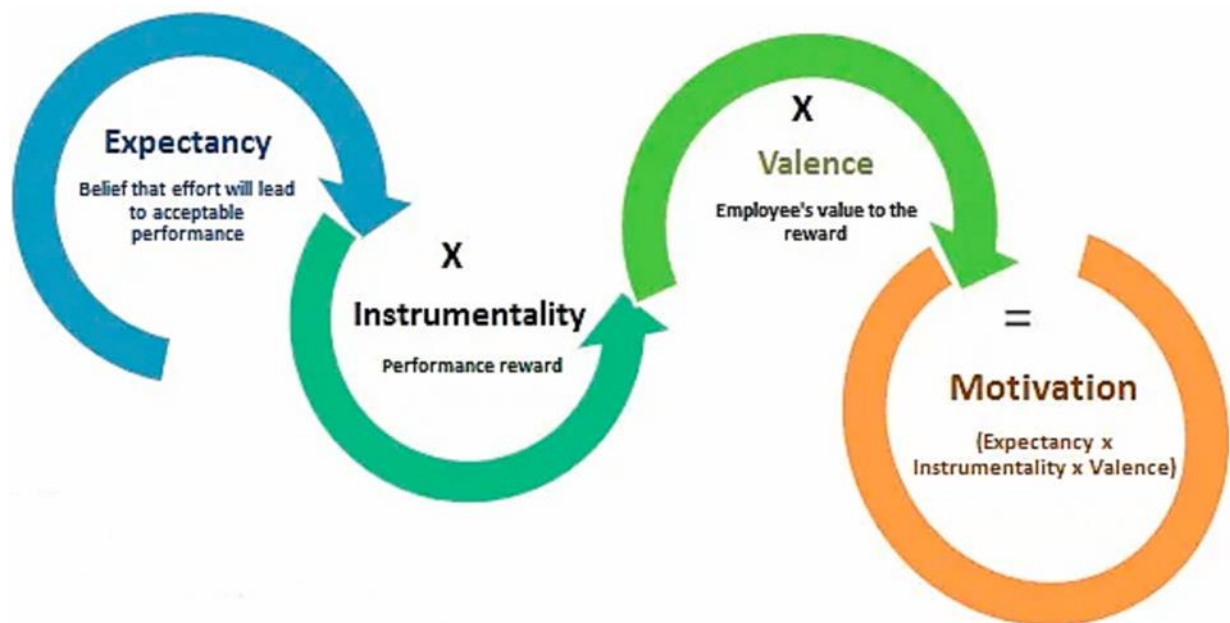 Expectancy
Belief that effort will lead
to acceptable
performance
X
Instrumentality
Performance reward
X
Valence
Employee's value to the
reward
=
Motivation
(Expectancy x
Instrumentality x Valence)